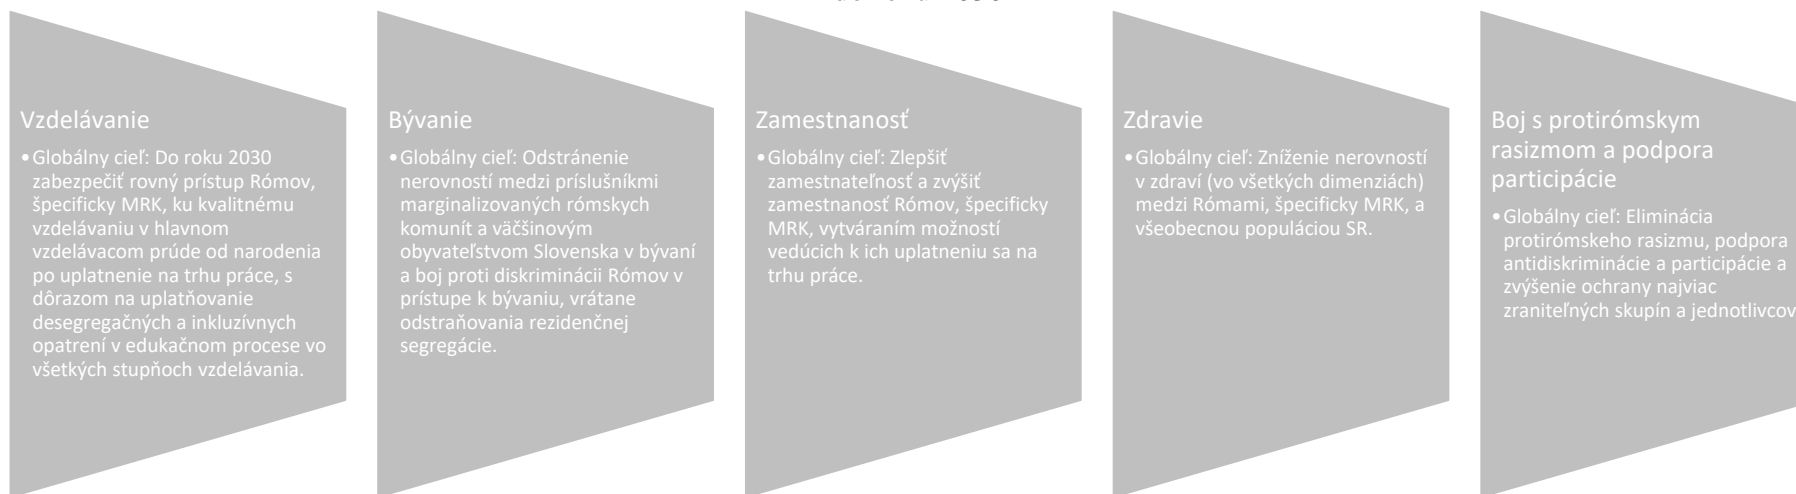 Vzdelávanie
•Globálny cieľ: Do roku 2030
zabezpečiť rovný prístup Rómov,
špecificky MRK, ku kvalitnému
vzdelávaniu v hlavnom
vzdelávacom prúde od narodenia
po uplatnenie na trhu práce, s
dôrazom na uplatňovanie
desegregačných a inkluzívnych
opatrení v edukačnom procese vo
všetkých stupňoch vzdelávania.
Bývanie
•Globálny cieľ: Odstránenie
nerovností medzi príslušníkmi
marginalizovaných rómskych
komunít a väčšinovým
obyvateľstvom Slovenska v bývaní
a boj proti diskriminácii Rómov v
prístupe k bývaniu, vrátane
odstraňovania rezidenčnej
segregácie.
Zamestnanosť
•Globálny cieľ: Zlepšiť
zamestnateľnosť a zvýšiť
zamestnanosť Rómov, špecificky
MRK, vytváraním možností
vedúcich k ich uplatneniu sa na
trhu práce.
Zdravie
•Globálny cieľ: Zníženie nerovností
v zdraví (vo všetkých dimenziách)
medzi Rómami, špecificky MRK, a
všeobecnou populáciou SR.
Boj s protirómskym
rasizmom a podpora
participácie
•Globálny cieľ: Eliminácia
protirómskeho rasizmu, podpora
antidiskriminácie a participácie a
zvýšenie ochrany najviac
zraniteľných skupín a jednotlivcov